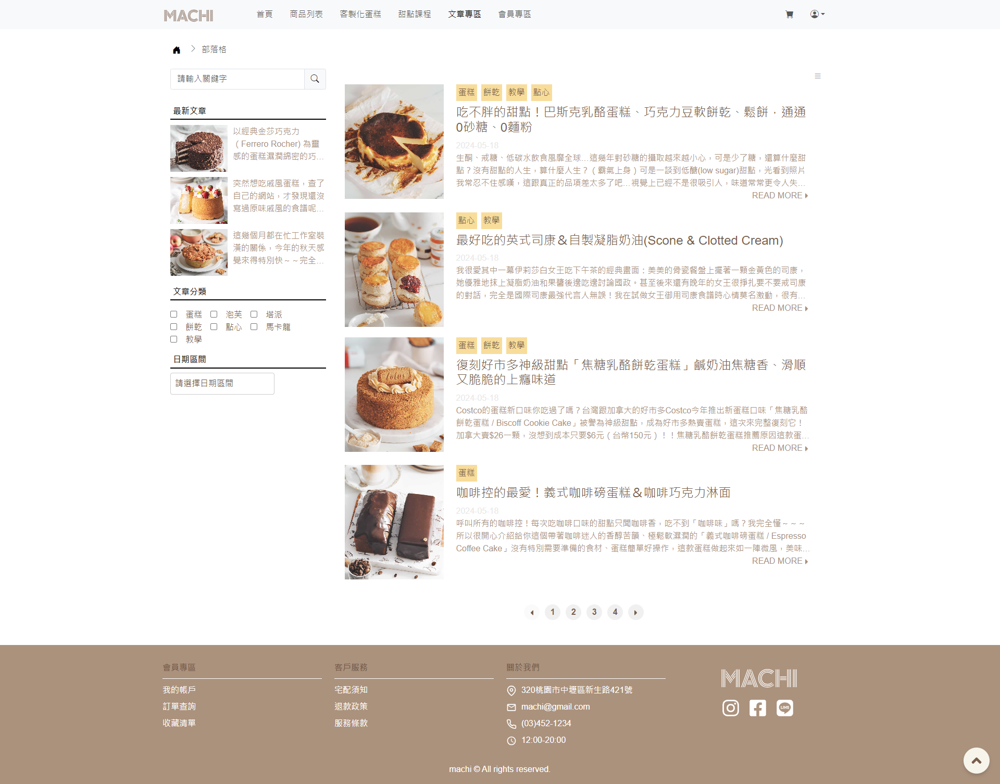 MACHI
首頁
商品列表
客製化蛋糕
甜點課程
文章專區
會員專區
部落格
請輸入關鍵字
最新文章
以經典金莎巧克力
（Ferrero Rocher) 為靈
感的蛋糕濕潤綿密的巧...
突然想吃戚風蛋糕，查了
自己的網站，才發現還沒
寫過原味戚風的食譜呢...
這幾個月都在忙工作室裝
潢的關係，今年的秋天感
覺來得特別快～～完全...
文章分類
蛋糕 泡芙 塔派
餅乾 點心 馬卡龍
教學
日期區間
請選擇日期區間
蛋糕 餅乾 教學 點心
吃不胖的甜點！巴斯克乳酪蛋糕、巧克力豆軟餅乾、鬆餅，通通
0砂糖、0麵粉
2024-05-18
生酮、戒糖、低碳水飲食風靡全球...這幾年對砂糖的攝取越來越小心，可是少了糖，還算什麼甜
點？沒有甜點的人生，算什麼人生？（霸氣上身）可是一談到低醣(low sugar)甜點，光看到照片
我常忍不住感嘆，這跟真正的品項差太多了吧...視覺上已經不是很吸引人，味道常常更令人失...
READ MORE
點心 教學
最好吃的英式司康＆自製凝脂奶油(Scone & Clotted Cream)
2024-05-18
我很愛其中一幕伊莉莎白女王吃下午茶的經典畫面：美美的骨瓷餐盤上擺著一顆金黃色的司康，
她優雅地抹上凝脂奶油和果醬後邊吃邊討論國政。甚至後來還有晚年的女王很掙扎要不要戒司康
的對話，完全是國際司康最強代言人無誤！我在試做女王御用司康食譜時心情莫名激動，很有...
READ MORE
蛋糕 餅乾 教學
復刻好市多神級甜點「焦糖乳酪餅乾蛋糕」鹹奶油焦糖香、滑順
又脆脆的上癮味道
2024-05-18
Costco的蛋糕新口味你吃過了嗎？台灣跟加拿大的好市多Costco今年推出新蛋糕口味「焦糖乳酪
餅乾蛋糕 / Biscoff Cookie Cake」被譽為神級甜點，成為好市多熱賣蛋糕，這次來完整復刻它！
加拿大賣$26一顆，沒想到成本只要$6元（台幣150元）！！焦糖乳酪餅乾蛋糕推薦原因這款蛋...
READ MORE
蛋糕
咖啡控的最愛！義式咖啡磅蛋糕＆咖啡巧克力淋面
2024-05-18
呼叫所有的咖啡控！每次吃咖啡口味的甜點只聞咖啡香，吃不到「咖啡味」嗎？我完全懂～～～
所以很開心介紹給你這個帶著咖啡迷人的香醇苦韻、極鬆軟濕潤的「義式咖啡磅蛋糕 / Espresso
Coffee Cake」沒有特別需要準備的食材、蛋糕簡單好操作，這款蛋糕做起來如一陣微風，美味...
READ MORE
1 2 3 4
會員專區
我的帳戶
訂單查詢
收藏清單
客戶服務
宅配須知
退款政策
服務條款
關於我們
320桃園市中壢區新生路421號
machi@gmail.com
(03)452-1234
12:00-20:00
MACHI
LINE
machi © All rights reserved.